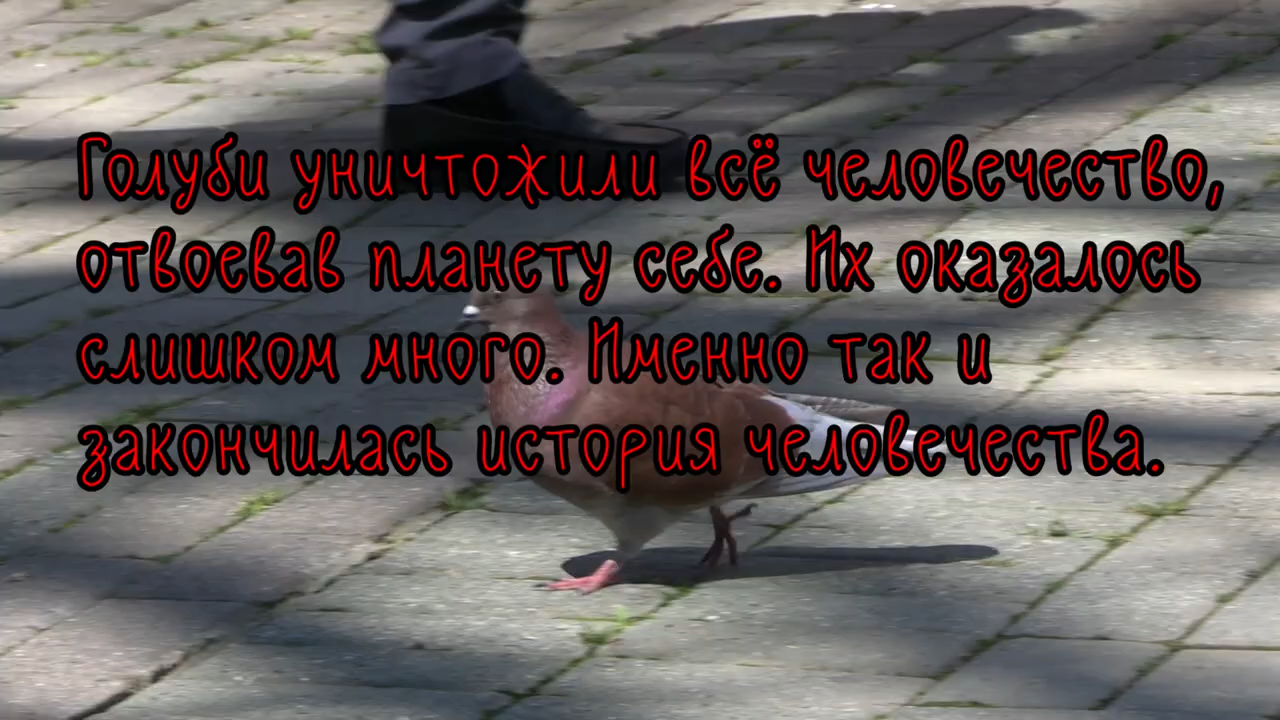 Голуби уничтожили всё человечество,
отвоевав планету себе. Их оказалось
слишком много. Именно так и
закончилась история человечества.